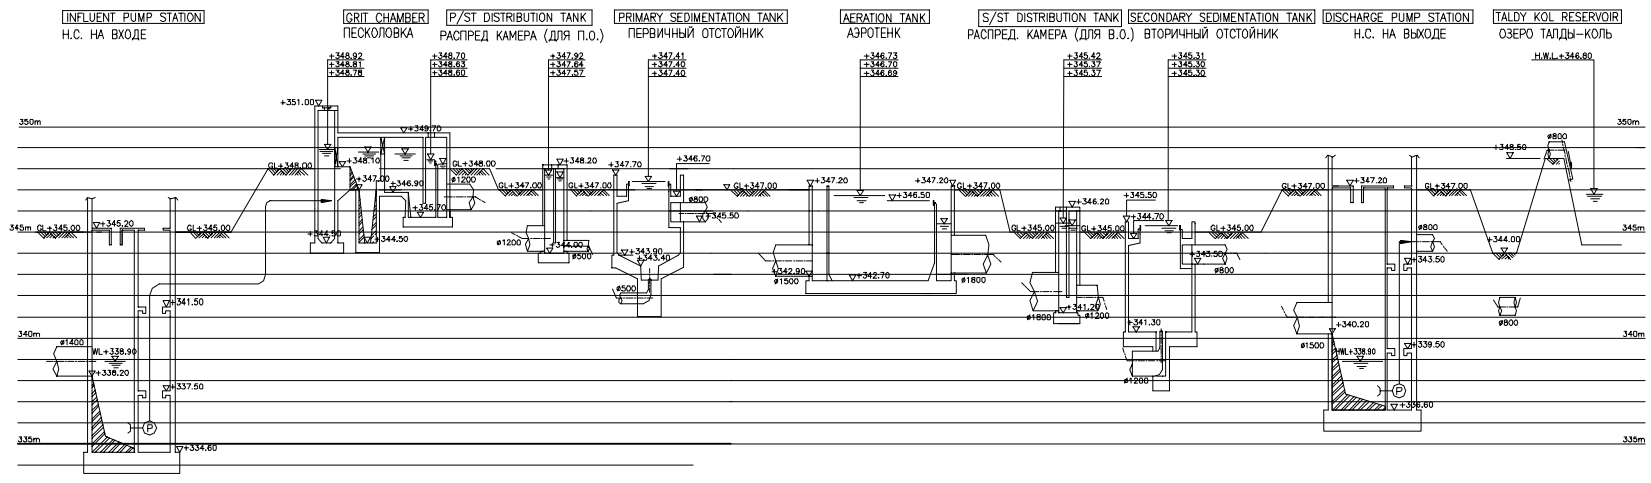 INFLUENT PUMP STATION
Н.С. НА ВХОДЕ
GRIT CHAMBER
ПЕСКОЛОВКА
P/ST DISTRIBUTION TANK
РАСПРЕД КАМЕРА (ДЛЯ П.О.)
PRIMARY SEDIMENTATION TANK
ПЕРВИЧНЫЙ ОТСТОЙНИК
AERATION TANK
АЭРОТЕНК
S/ST DISTRIBUTION TANK
РАСПРЕД. КАМЕРА (ДЛЯ В.О.)
SECONDARY SEDIMENTATION TANK
ВТОРИЧНЫЙ ОТСТОЙНИК
DISCHARGE PUMP STATION
Н.С. НА ВЫХОДЕ
TALDY KOL RESERVOIR
ОЗЕРО ТАЛДЫ-КОЛЬ
+348.92
+348.81
+348.78
+348.70
+348.63
+348.60
+347.92
+347.64
+347.57
+347.41
+347.40
+347.40
+346.73
+346.70
+346.69
+345.42
+345.37
+345.37
+345.31
+345.30
+345.30
H.W.L.+346.80
350m
350m
345m
345m
340m
340m
335m
335m
GL+345.00
+345.20
GL+345.00
+341.50
ø1400
WL+338.90
+338.20
+337.50
P
+334.60
GL+348.00
+351.00
+349.70
+348.10
+347.00
+346.90
+345.70
+344.50
+344.50
GL+348.00
ø1200
GL+347.00
+348.20
GL+347.00
ø1200
+344.00
ø500
+347.70
+346.70
ø800
+345.50
+343.90
+343.40
ø500
GL+347.00
+347.20
+346.50
+347.20
+342.90
ø1500
+342.70
ø1800
GL+347.00
GL+345.00
+346.20
GL+345.00
ø1800
+341.20
ø1200
+345.50
+344.70
+343.50
ø800
+341.30
ø1200
GL+345.00
GL+347.00
+347.20
GL+347.00
ø800
+343.50
+340.20
ø1500
HWL+338.90
+339.50
P
+336.60
+348.50
ø800
+344.00
ø800